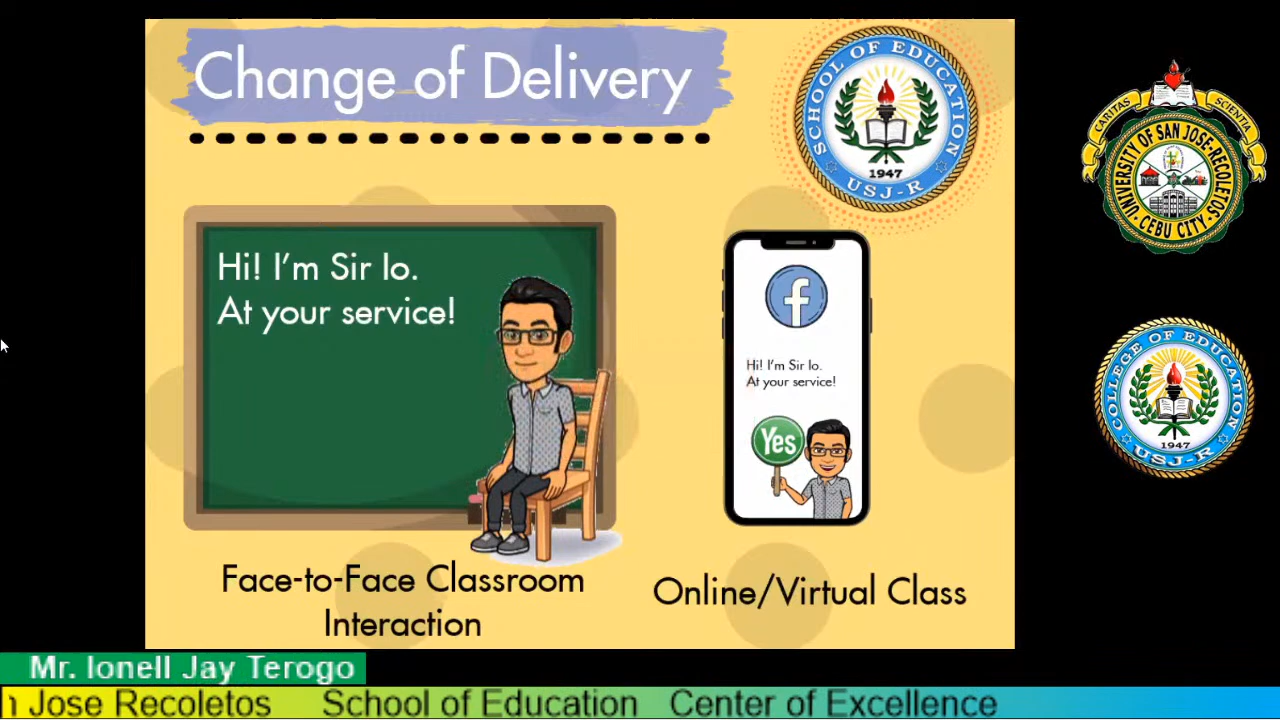 Change of Delivery
SCHOOL OF EDUCATION
1947
USJ-R
CARITAS
SCIENTIA
UNIVERSITY OF SAN JOSE-RECOLETOS
CEBU CITY
Hi! I'm Sir Io.
At your service!
f
Hi! I'm Sir Io.
At your service!
Yes
COLLEGE OF EDUCATION
1947
USJ-R
Face-to-Face Classroom
Interaction
Online/Virtual Class
Mr. Ionell Jay Terogo
n Jose Recoletos School of Education Center of Excellence